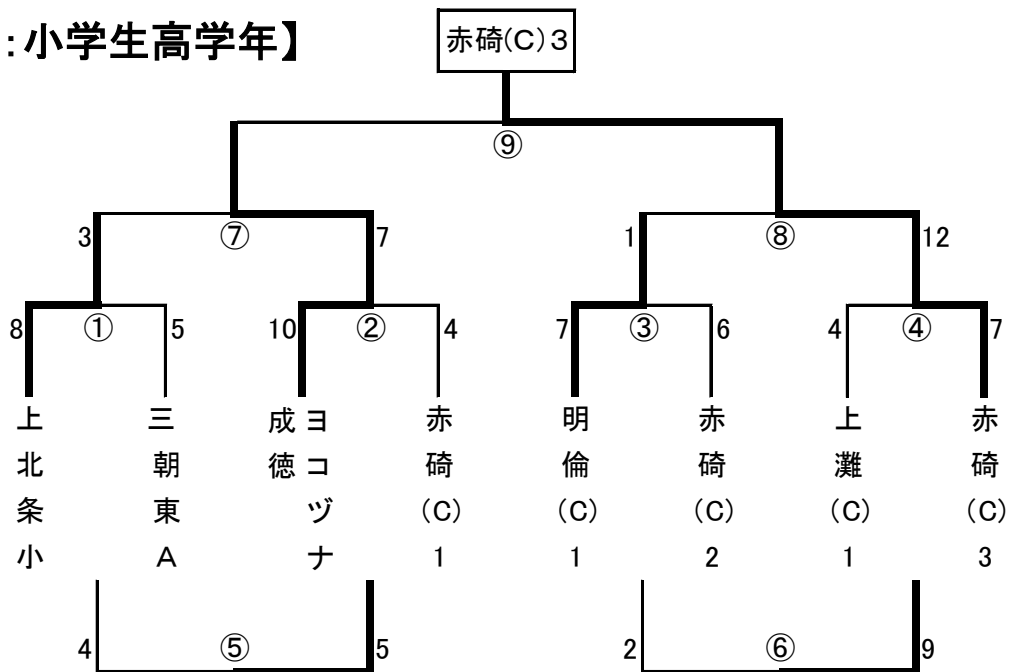 :小学生高学年】
赤碕(C)3
⑨
3 ⑦ 7 1 ⑧ 12
8 ① 5 10 ② 4 7 ③ 6 4 ④ 7
上北条小
三朝東A
成徳
ヨコヅナ
赤碕(C)1
明倫(C)1
赤碕(C)2
上灘(C)1
赤碕(C)3
4 ⑤ 5 2 ⑥ 9